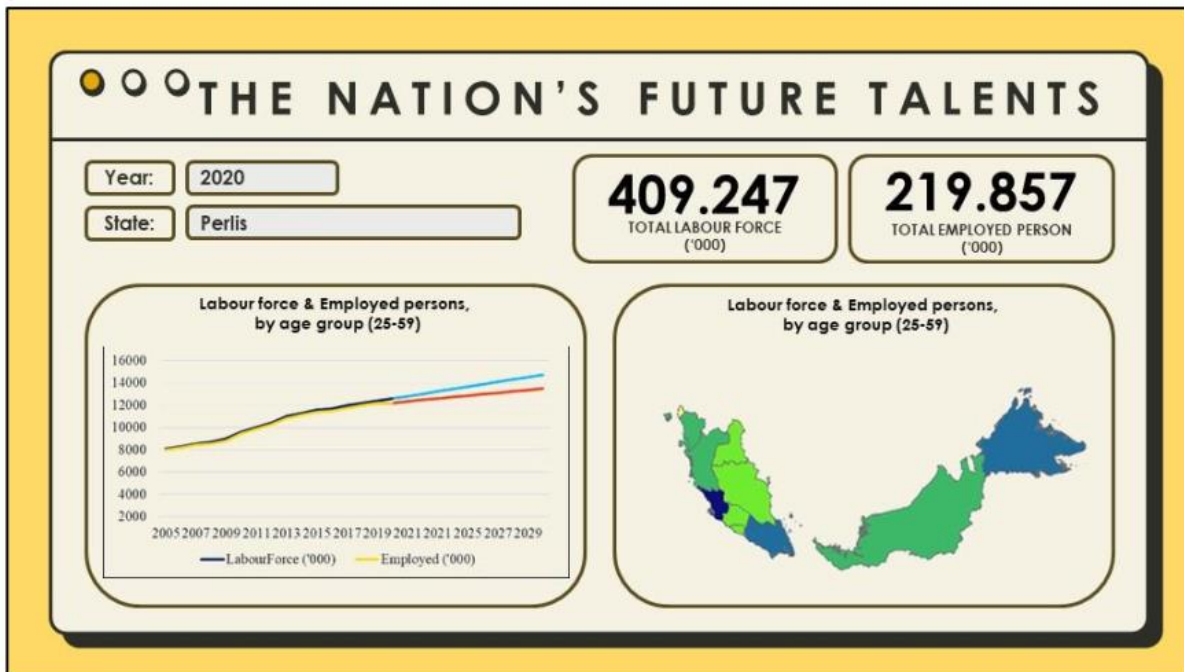 THE NATION'S FUTURE TALENTS
Year:
2020
State:
Perlis
409.247
TOTAL LABOUR FORCE
('000)
219.857
TOTAL EMPLOYED PERSON
('000)
Labour force & Employed persons,
by age group (25-59)
16000
14000
12000
10000
8000
6000
4000
2000
2005 2007 2009 2011 2013 2015 2017 2019 2021 2021 2025 2027 2029
LabourForce ('000)
Employed ('000)
Labour force & Employed persons,
by age group (25-59)